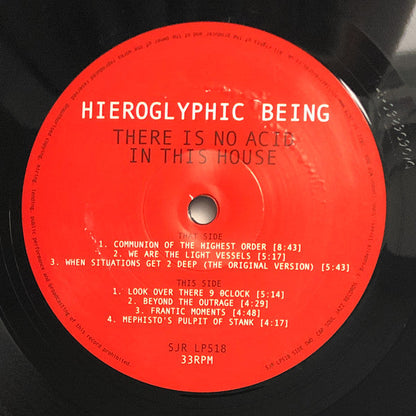 HIEROGLYPHIC BEING
THERE IS NO ACID
IN THIS HOUSE
THAT SIDE
1. COMMUNION OF THE HIGHEST ORDER [8:43]
2. WE ARE THE LIGHT VESSELS [5:17]
3. WHEN SITUATIONS GET 2 DEEP (THE ORIGINAL VERSION) [5:43]
THIS SIDE
1. LOOK OVER THERE 9 0CLOCK [5:14]
2. BEYOND THE OUTRAGE [4:29]
3. FRANTIC MOMENTS [4:48]
4. MEPHISTO'S PULPIT OF STANK [4:17]
SJR LP518
33RPM